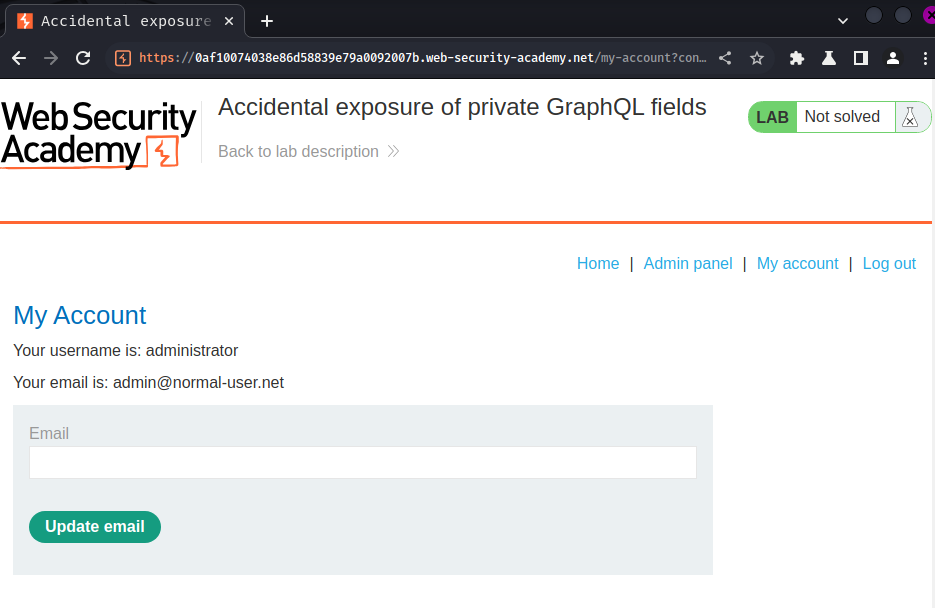 Accidental exposure
https://0af10074038e86d58839e79a0092007b.web-security-academy.net/my-account?con...
Web Security
Academy
Accidental exposure of private GraphQL fields
Back to lab description
LAB
Not solved
Home | Admin panel | My account | Log out
My Account
Your username is: administrator
Your email is: admin@normal-user.net
Email
Update email